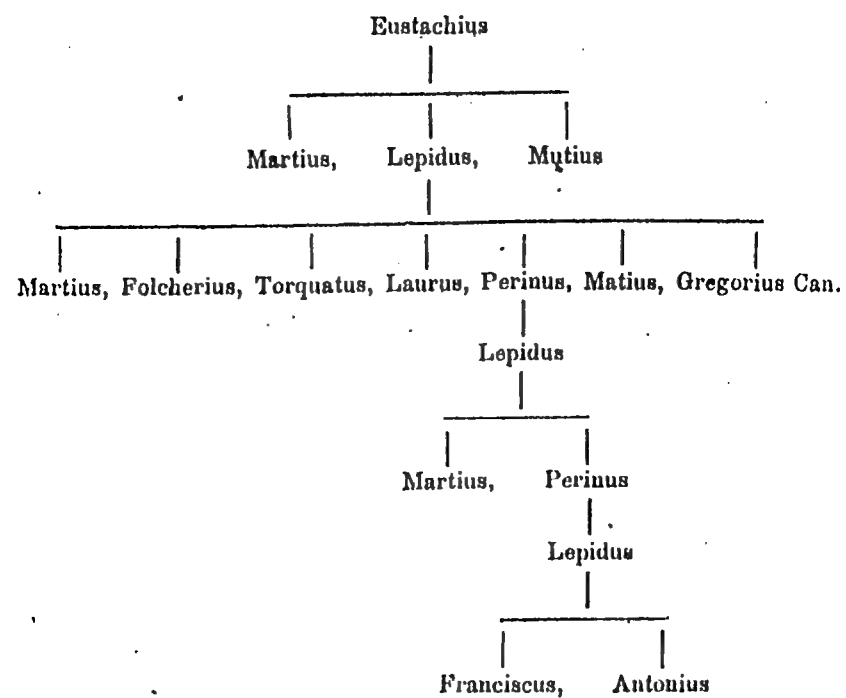 Eustachius
Martius, Lepidus, Mutius
Martius, Folcherius, Torquatus, Laurus, Perinus, Matius, Gregorius Can.
Lepidus
Martius, Perinus
Lepidus
Franciscus, Antonius